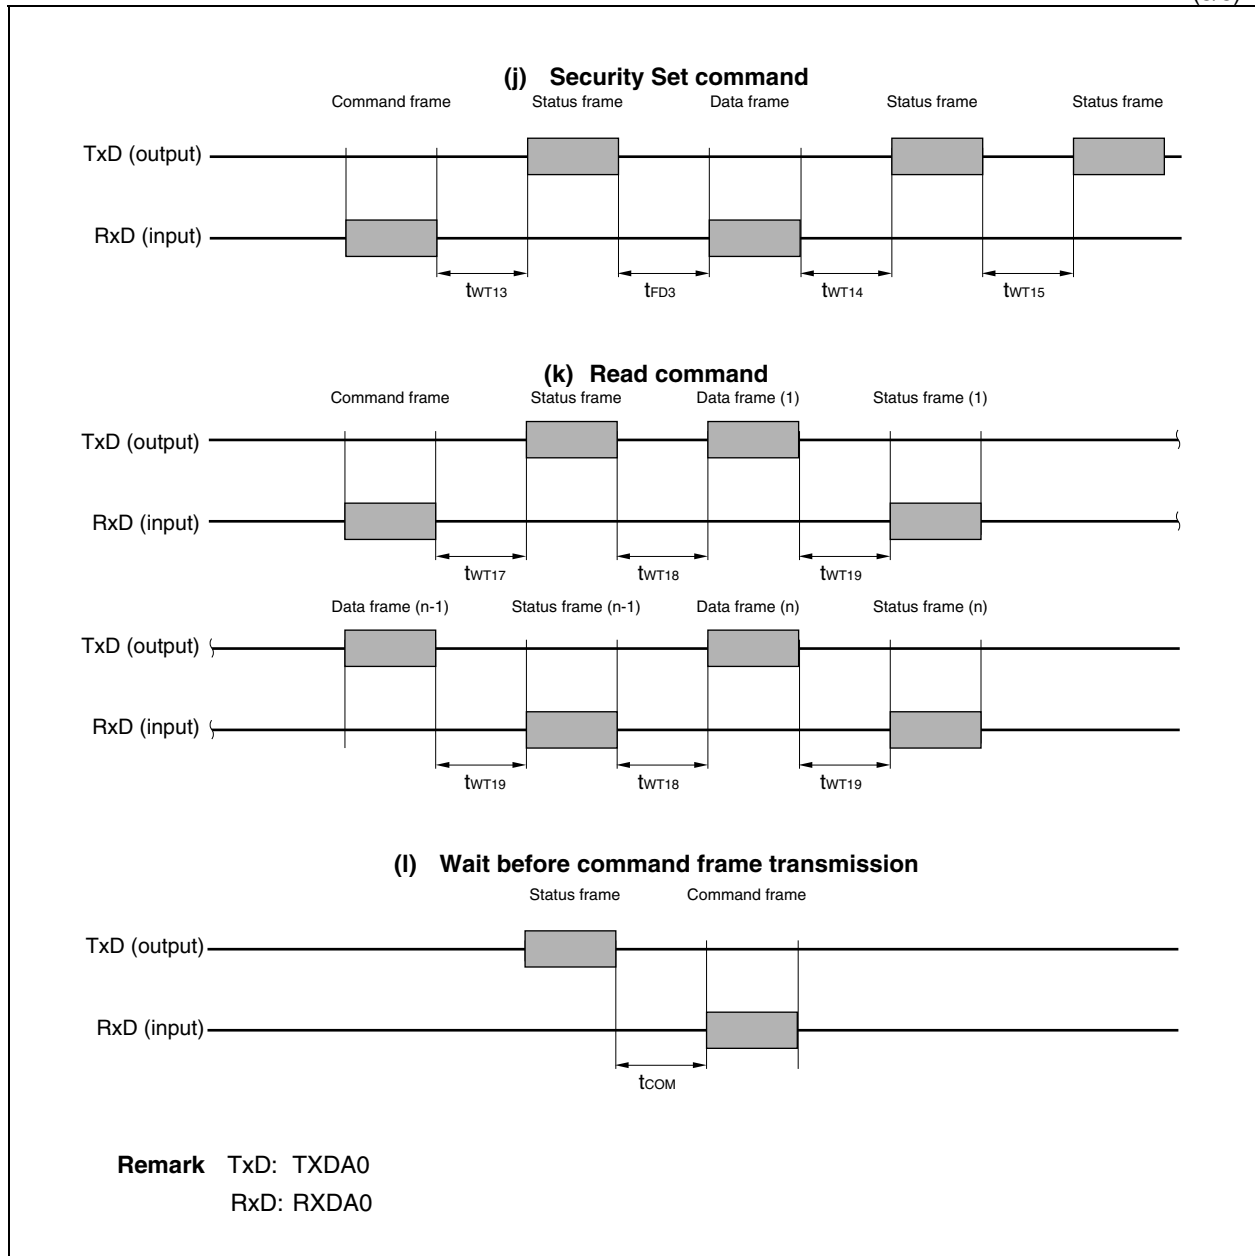 (j) Security Set command
Command frame Status frame Data frame Status frame Status frame
TxD (output)
RxD (input)
tWT13 tFD3 tWT14 tWT15
(k) Read command
Command frame Status frame Data frame (1) Status frame (1)
TxD (output)
RxD (input)
tWT17 tWT18 tWT19
Data frame (n-1) Status frame (n-1) Data frame (n) Status frame (n)
TxD (output)
RxD (input)
tWT19 tWT18 tWT19
(l) Wait before command frame transmission
Status frame Command frame
TxD (output)
RxD (input)
tCOM
Remark TxD: TXDA0
RxD: RXDA0